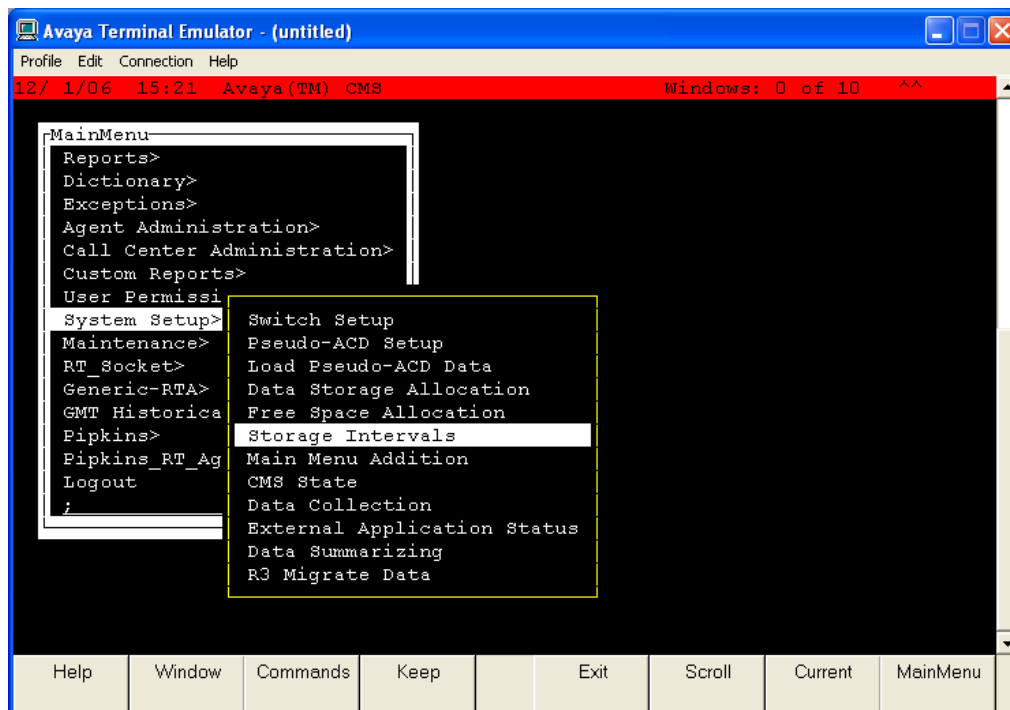 Avaya Terminal Emulator - (untitled)
Profile Edit Connection Help
12/ 1/06 15:21 Avaya(TM) CMS Windows: 0 of 10 ^^
MainMenu
Reports>
Dictionary>
Exceptions>
Agent Administration>
Call Center Administration>
Custom Reports>
User Permissi
System Setup>
Maintenance>
RT_Socket>
Generic-RTA>
GMT Historica
Pipkins>
Pipkins_RT_Ag
Logout
;
Switch Setup
Pseudo-ACD Setup
Load Pseudo-ACD Data
Data Storage Allocation
Free Space Allocation
Storage Intervals
Main Menu Addition
CMS State
Data Collection
External Application Status
Data Summarizing
R3 Migrate Data
Help Window Commands Keep Exit Scroll Current MainMenu